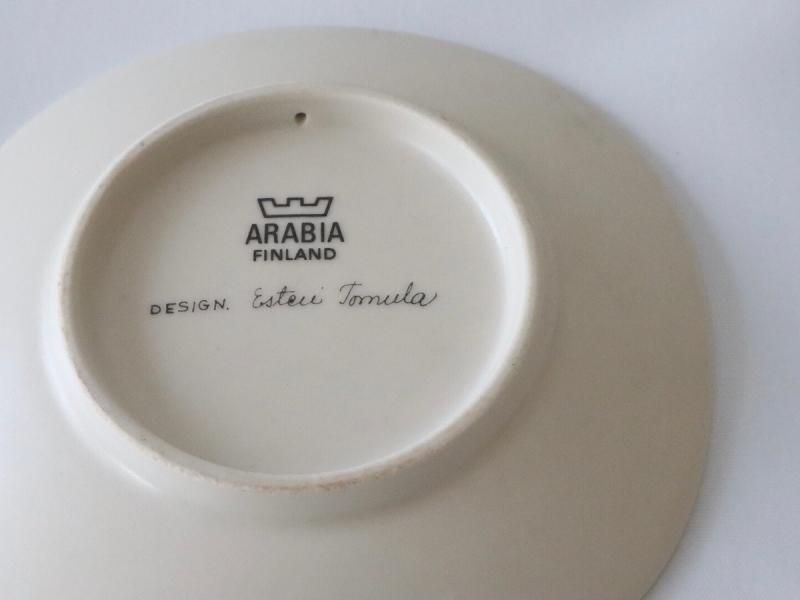 ARABIA
FINLAND
DESIGN. Esteri Tomula